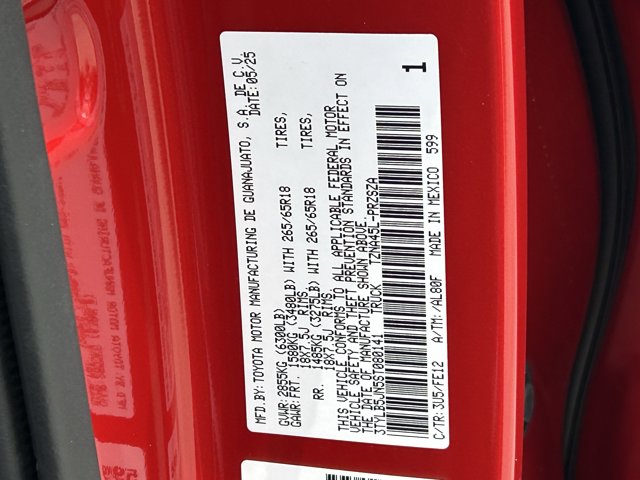 MFD.BY:TOYOTA MOTOR MANUFACTURING DE GUANAJUATO, S.A. DE C.V.
DATE:05/25
GVWR:2855KG (6300LB)
GAWR:FRT. 1580KG (3480LB) WITH 265/65R18 TIRES,
18X7.5J RIMS
RR. 1485KG (3275LB) WITH 265/65R18 TIRES,
18X7.5J RIMS
THIS VEHICLE CONFORMS TO ALL APPLICABLE FEDERAL MOTOR
VEHICLE SAFETY AND THEFT PREVENTION STANDARDS IN EFFECT ON
THE DATE OF MANUFACTURE SHOWN ABOVE.
3TYLB5JN5ST080141 TRUCK TZNA45L-PRZSZA
C/TR:3U5/FE12 A/TM:/AL80F MADE IN MEXICO 599
1